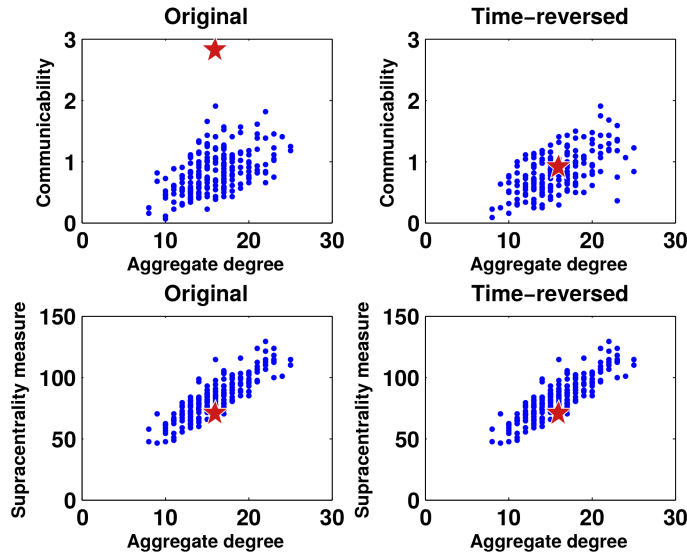 Original
Time−reversed
Communicability
3
2
1
0
0
10
20
30
Aggregate degree
Communicability
3
2
1
0
0
10
20
30
Aggregate degree
Original
Time−reversed
Supracentrality measure
150
100
50
0
0
10
20
30
Aggregate degree
Supracentrality measure
150
100
50
0
0
10
20
30
Aggregate degree